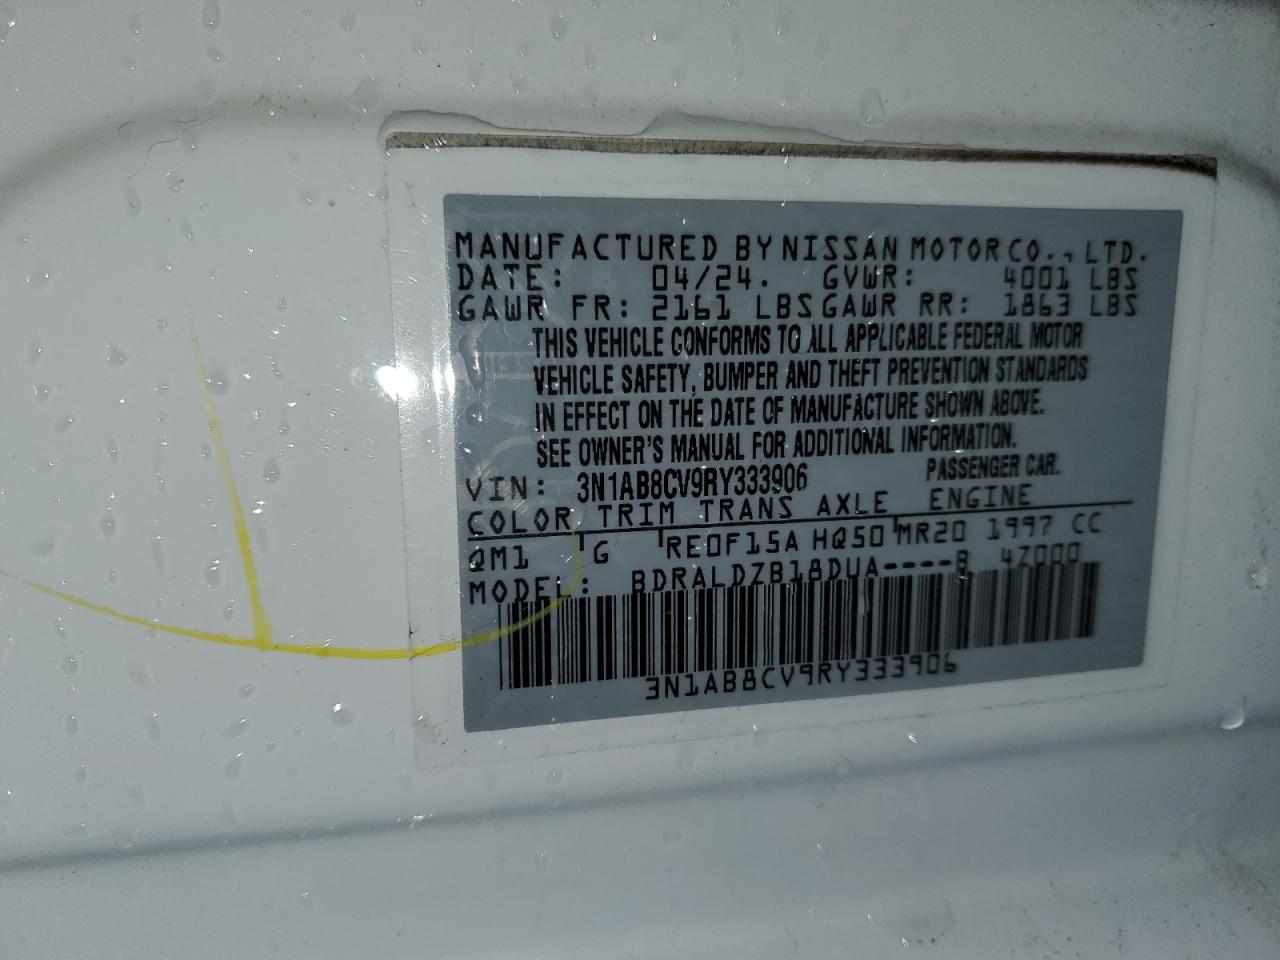 MANUFACTURED BY NISSAN MOTOR CO., LTD.
DATE: 04/24. GVWR: 4001 LBS
GAWR FR: 2161 LBS GAWR RR: 1863 LBS
THIS VEHICLE CONFORMS TO ALL APPLICABLE FEDERAL MOTOR
VEHICLE SAFETY, BUMPER AND THEFT PREVENTION STANDARDS
IN EFFECT ON THE DATE OF MANUFACTURE SHOWN ABOVE.
SEE OWNER'S MANUAL FOR ADDITIONAL INFORMATION.
VIN: 3N1AB8CV9RY333906 PASSENGER CAR.
COLOR TRIM TRANS AXLE ENGINE
QM1 G RE0F15A HQ50 MR20 1997 CC
MODEL: BDRALDZB18DUA----B 4Z000
3N1AB8CV9RY333906